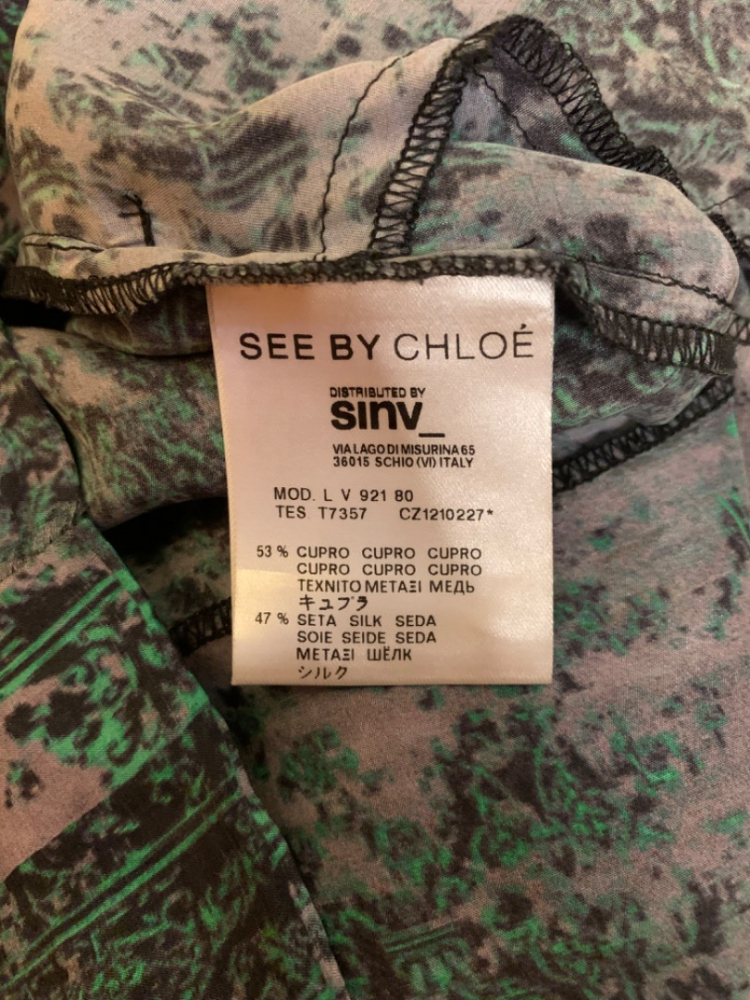 SEE BY CHLOÉ
DISTRIBUTED BY
sinv_
VIA LAGO DI MISURINA 65
36015 SCHIO (VI) ITALY
MOD. L V 921 80
TES. T7357 CZ1210227*
53 % CUPRO CUPRO CUPRO
CUPRO CUPRO CUPRO
TEXNITO METAΞI МЕДЬ
キュプラ
47 % SETA SILK SEDA
SOIE SEIDE SEDA
METAΞI ШЁЛК
シルク